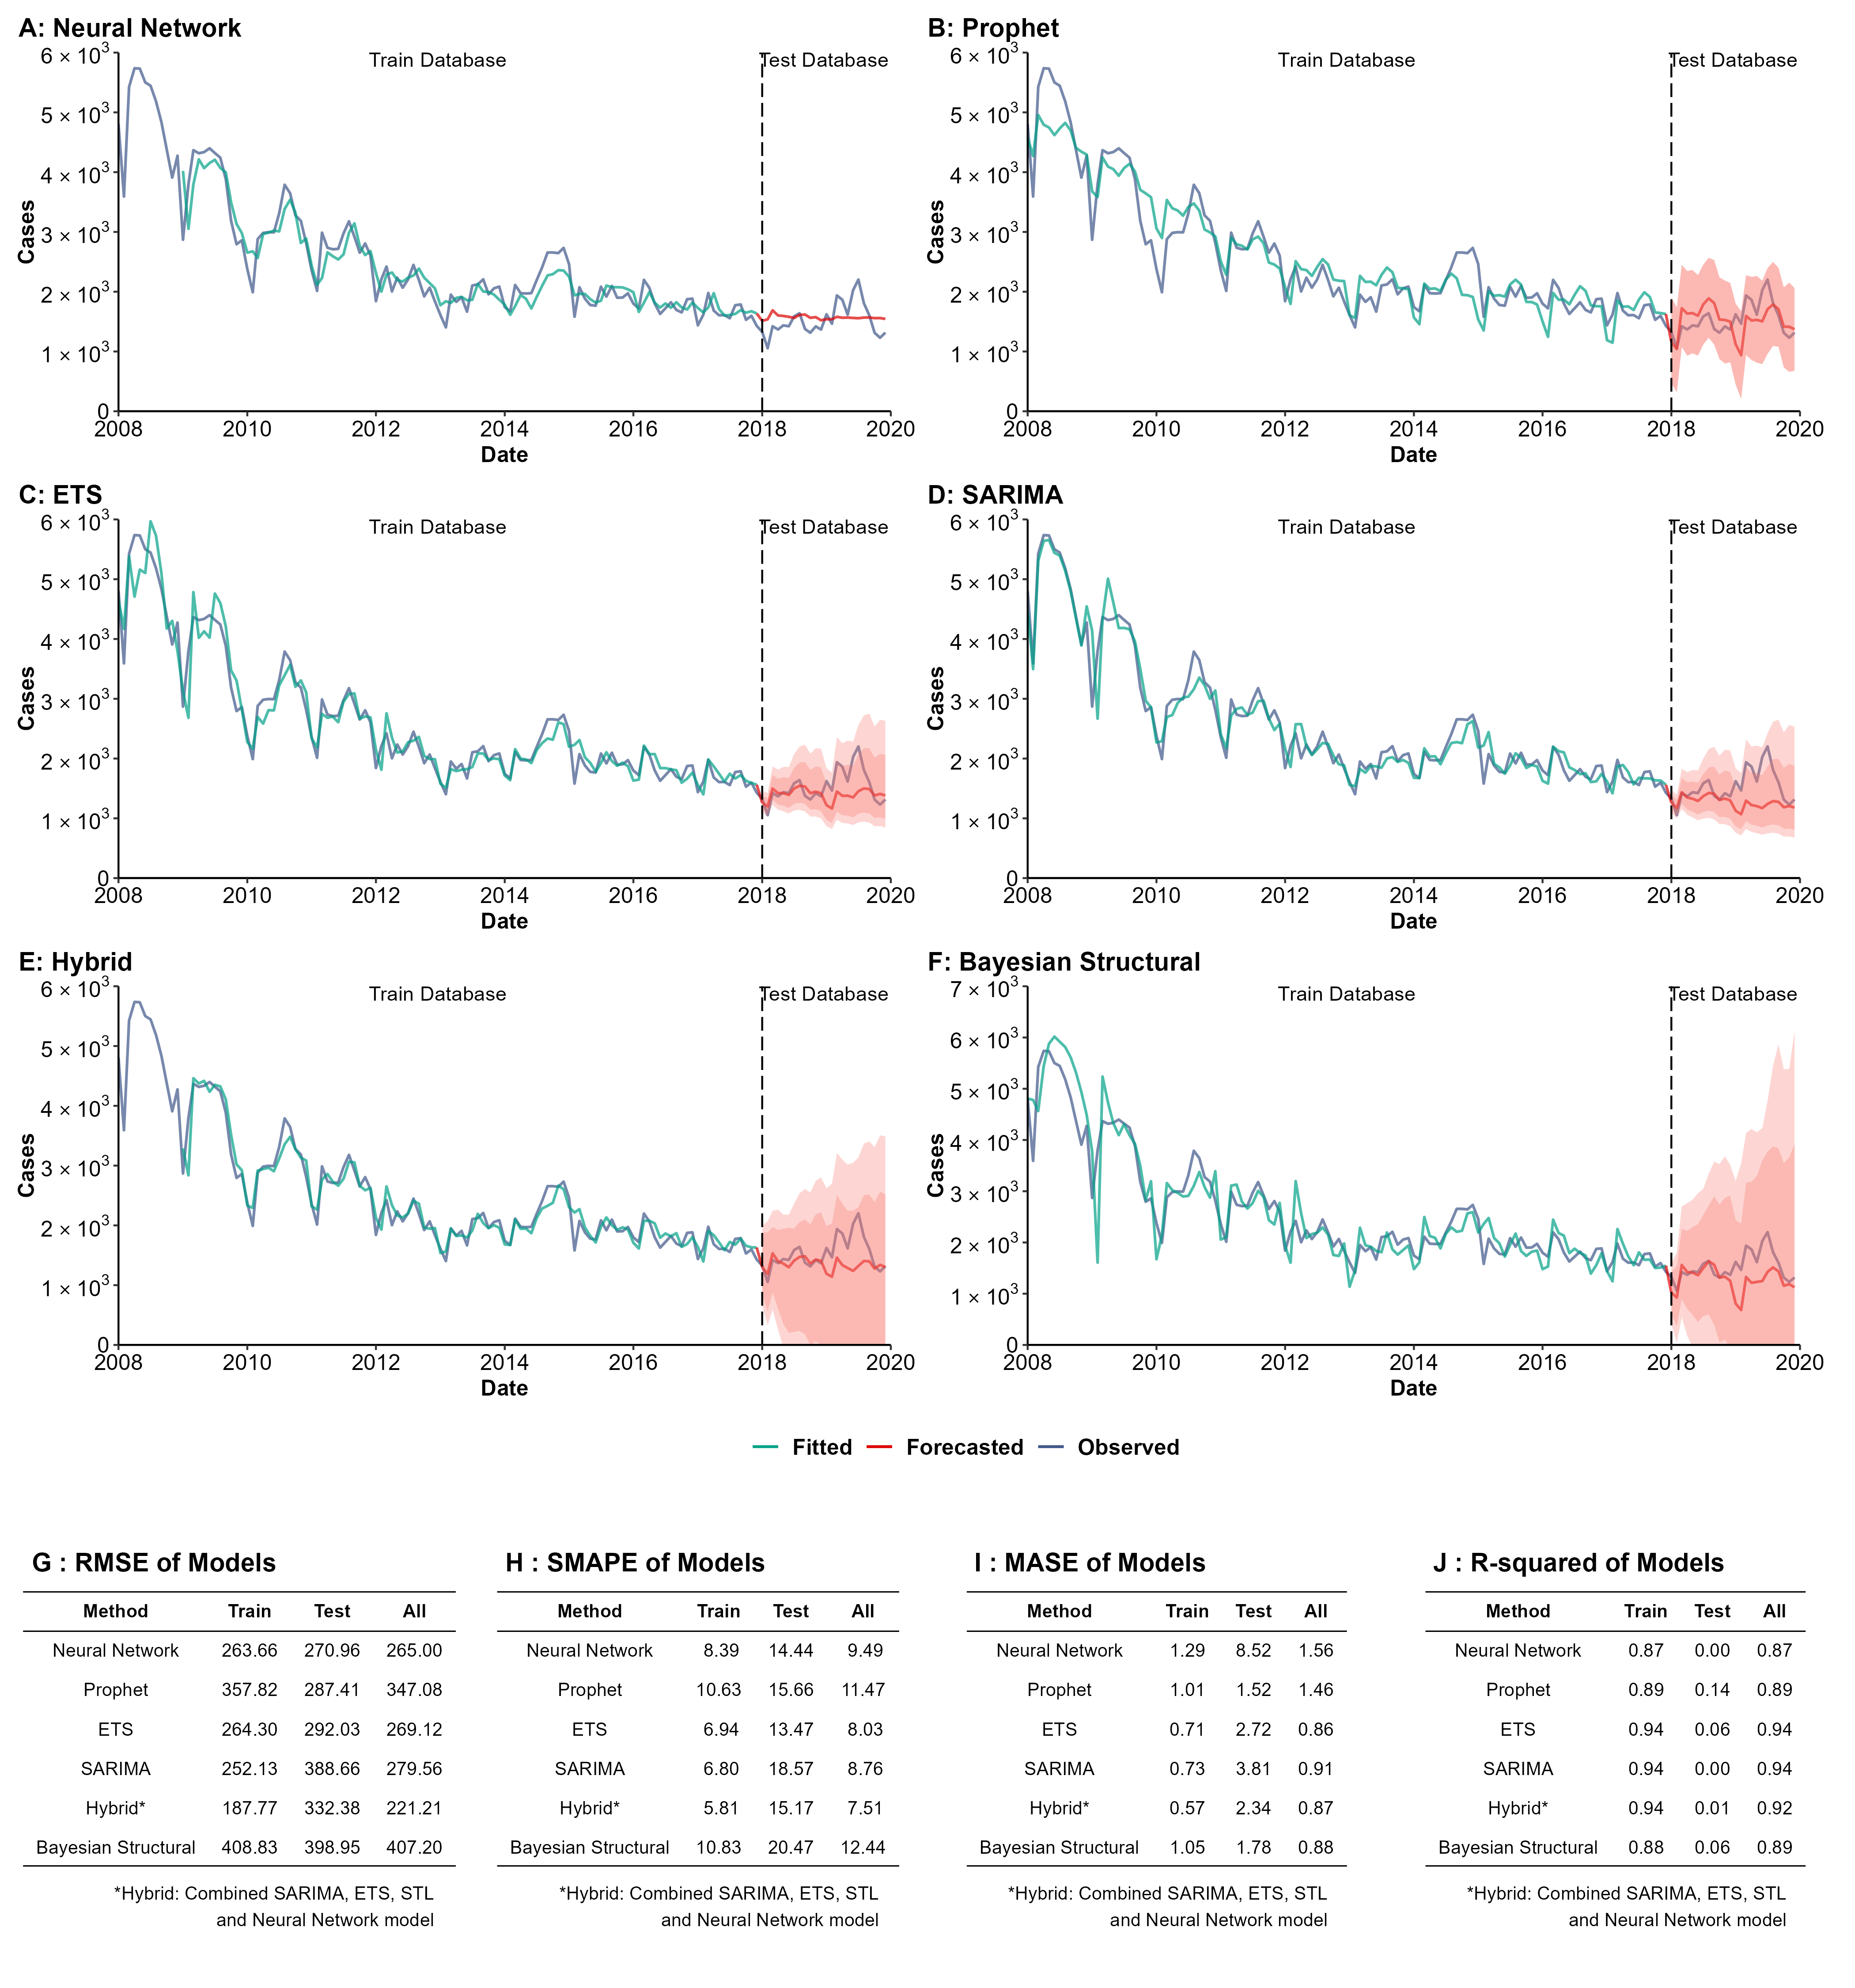 A: Neural Network
6 × 10³
5 × 10³
4 × 10³
3 × 10³
2 × 10³
1 × 10³
0
Cases
Train Database
Test Database
2008 2010 2012 2014 2016 2018 2020
Date
B: Prophet
6 × 10³
5 × 10³
4 × 10³
3 × 10³
2 × 10³
1 × 10³
0
Cases
Train Database
Test Database
2008 2010 2012 2014 2016 2018 2020
Date
C: ETS
6 × 10³
5 × 10³
4 × 10³
3 × 10³
2 × 10³
1 × 10³
0
Cases
Train Database
Test Database
2008 2010 2012 2014 2016 2018 2020
Date
D: SARIMA
6 × 10³
5 × 10³
4 × 10³
3 × 10³
2 × 10³
1 × 10³
0
Cases
Train Database
Test Database
2008 2010 2012 2014 2016 2018 2020
Date
E: Hybrid
6 × 10³
5 × 10³
4 × 10³
3 × 10³
2 × 10³
1 × 10³
0
Cases
Train Database
Test Database
2008 2010 2012 2014 2016 2018 2020
Date
F: Bayesian Structural
7 × 10³
6 × 10³
5 × 10³
4 × 10³
3 × 10³
2 × 10³
1 × 10³
0
Cases
Train Database
Test Database
2008 2010 2012 2014 2016 2018 2020
Date
Fitted Forecasted Observed
G : RMSE of Models
Method Train Test All
Neural Network 263.66 270.96 265.00
Prophet 357.82 287.41 347.08
ETS 264.30 292.03 269.12
SARIMA 252.13 388.66 279.56
Hybrid* 187.77 332.38 221.21
Bayesian Structural 408.83 398.95 407.20
*Hybrid: Combined SARIMA, ETS, STL
and Neural Network model
H : SMAPE of Models
Method Train Test All
Neural Network 8.39 14.44 9.49
Prophet 10.63 15.66 11.47
ETS 6.94 13.47 8.03
SARIMA 6.80 18.57 8.76
Hybrid* 5.81 15.17 7.51
Bayesian Structural 10.83 20.47 12.44
*Hybrid: Combined SARIMA, ETS, STL
and Neural Network model
I : MASE of Models
Method Train Test All
Neural Network 1.29 8.52 1.56
Prophet 1.01 1.52 1.46
ETS 0.71 2.72 0.86
SARIMA 0.73 3.81 0.91
Hybrid* 0.57 2.34 0.87
Bayesian Structural 1.05 1.78 0.88
*Hybrid: Combined SARIMA, ETS, STL
and Neural Network model
J : R-squared of Models
Method Train Test All
Neural Network 0.87 0.00 0.87
Prophet 0.89 0.14 0.89
ETS 0.94 0.06 0.94
SARIMA 0.94 0.00 0.94
Hybrid* 0.94 0.01 0.92
Bayesian Structural 0.88 0.06 0.89
*Hybrid: Combined SARIMA, ETS, STL
and Neural Network model